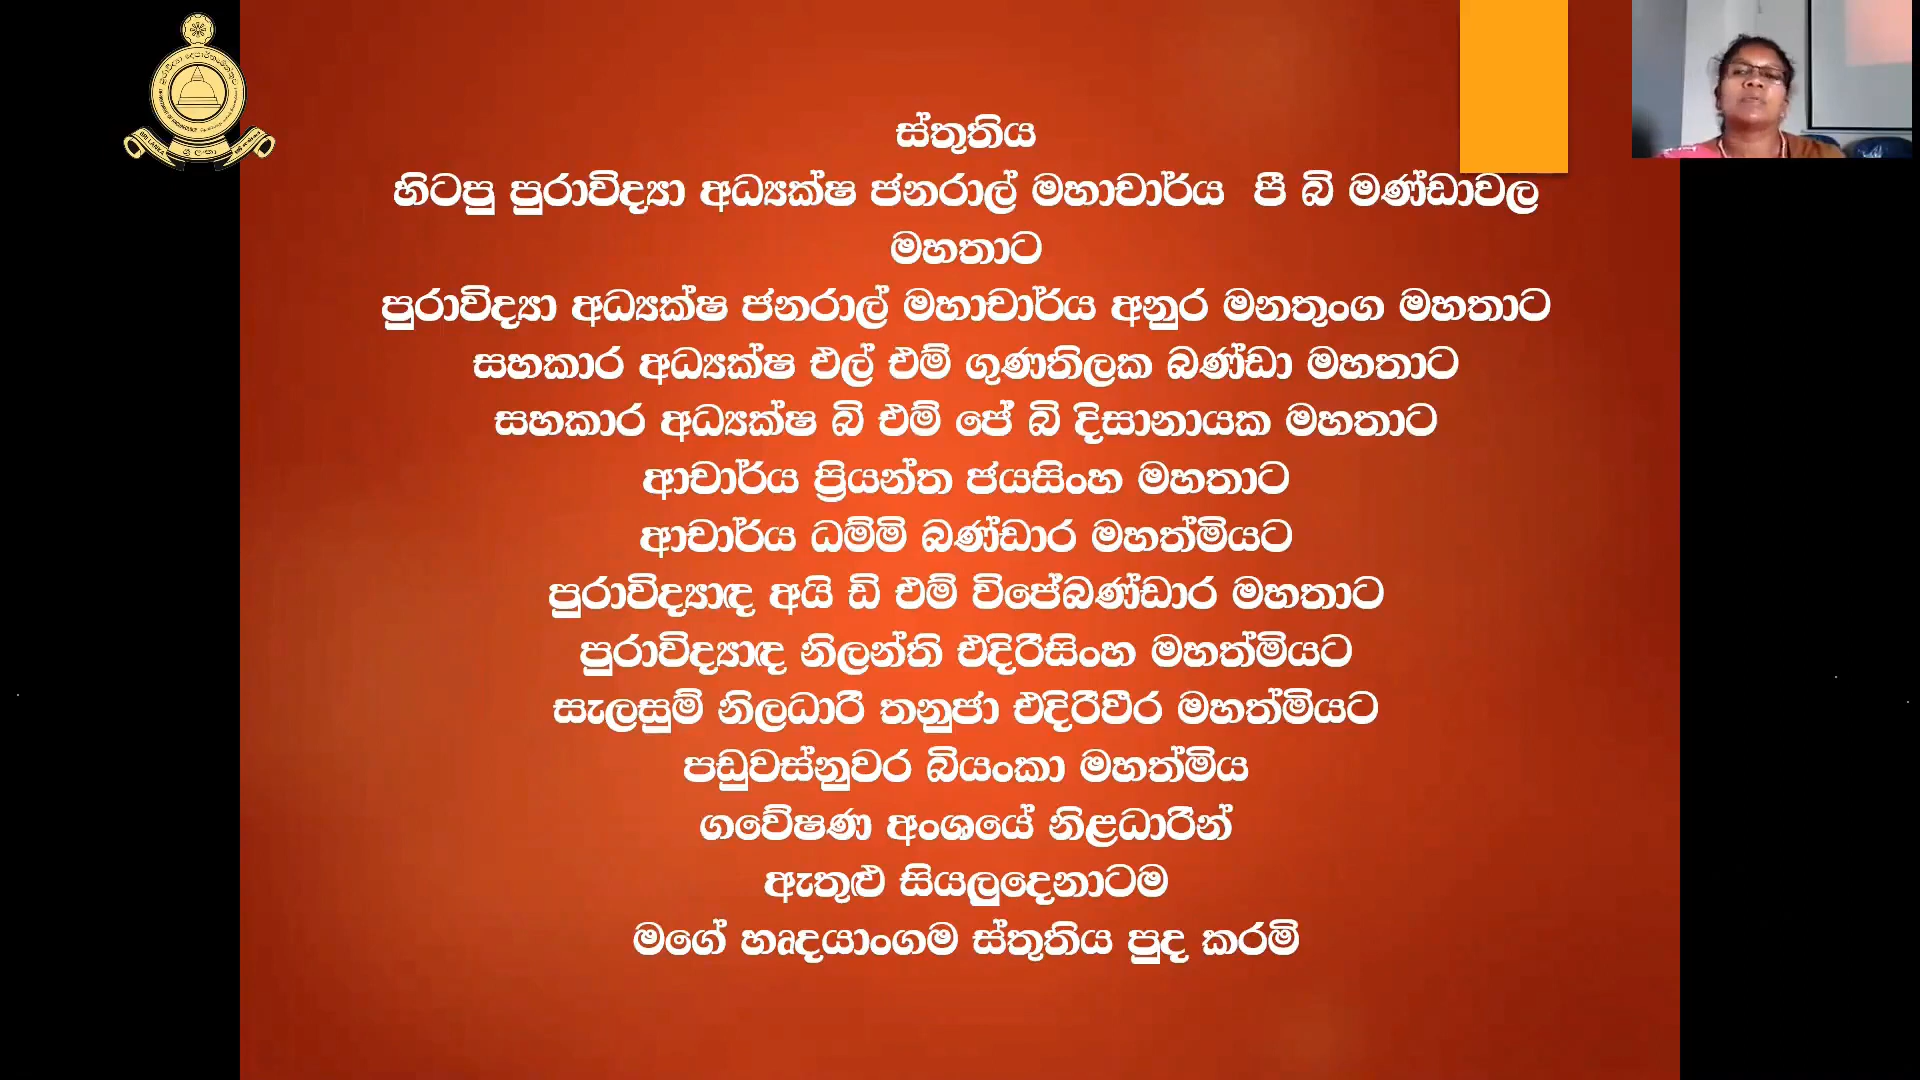 ස්තූතිය
හිටපු පුරාවිද්‍යා අධ්‍යක්ෂ ජනරාල් මහාචාර්ය පී බි මණ්ඩාවල
මහතාට
පුරාවිද්‍යා අධ්‍යක්ෂ ජනරාල් මහාචාර්ය අනුර මනතුංග මහතාට
සහකාර අධ්‍යක්ෂ එල් එම් ගුණතිලක බණ්ඩා මහතාට
සහකාර අධ්‍යක්ෂ බි එම් ජේ බි දිසානායක මහතාට
ආචාර්ය ප්‍රියන්ත ජයසිංහ මහතාට
ආචාර්ය ධම්මි බණ්ඩාර මහත්මියට
පුරාවිද්‍යාඥ අයි ඩි එම් විජේබණ්ඩාර මහතාට
පුරාවිද්‍යාඥ නිලන්ති එදිරිසිංහ මහත්මියට
සැලසුම් නිලධාරී තනුජා එදිරිවීර මහත්මියට
පඬුවස්නුවර බියංකා මහත්මිය
ගවේෂණ අංශයේ නිළධාරීන්
ඇතුළු සියලුදෙනාටම
මගේ හෘදයාංගම ස්තූතිය පුද කරමි
SRI LANKA
ශ්‍රී ලංකා